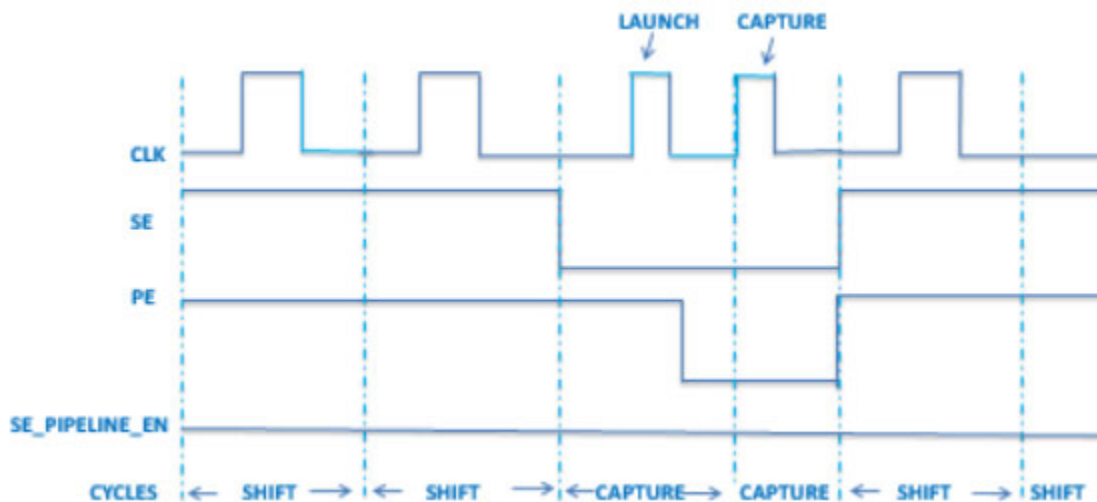 LAUNCH CAPTURE
CLK
SE
PE
SE_PIPELINE_EN
CYCLES SHIFT SHIFT CAPTURE CAPTURE SHIFT SHIFT